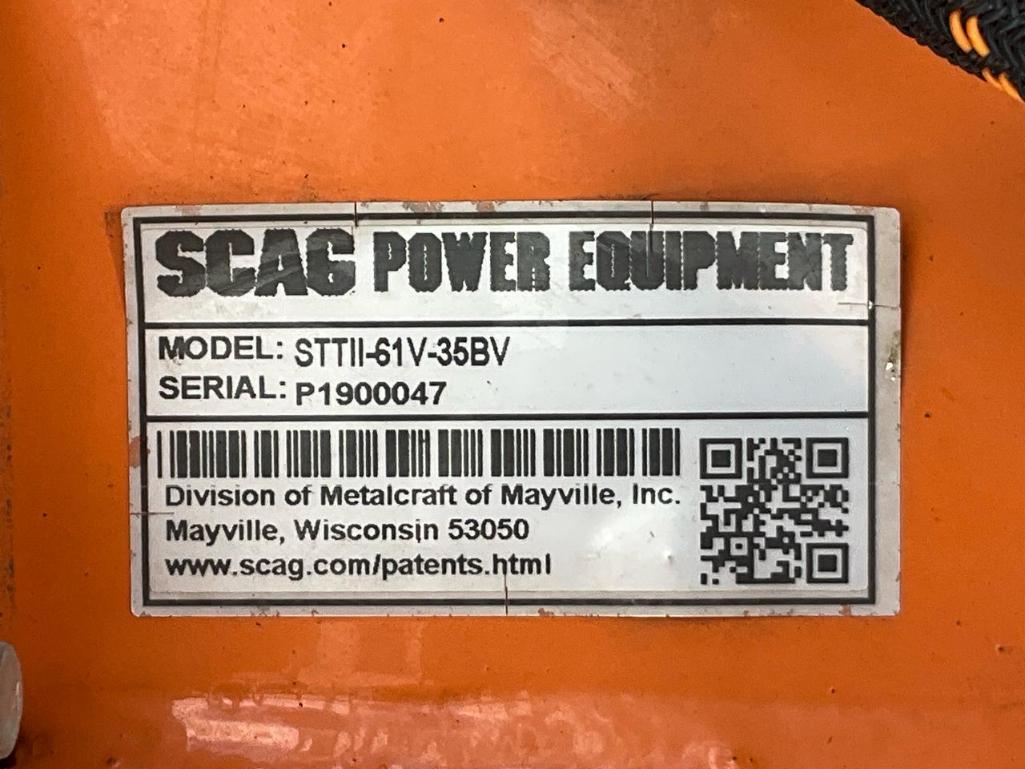 SCAG POWER EQUIPMENT
MODEL: STTII-61V-35BV
SERIAL: P1900047
Division of Metalcraft of Mayville, Inc.
Mayville, Wisconsin 53050
www.scag.com/patents.html